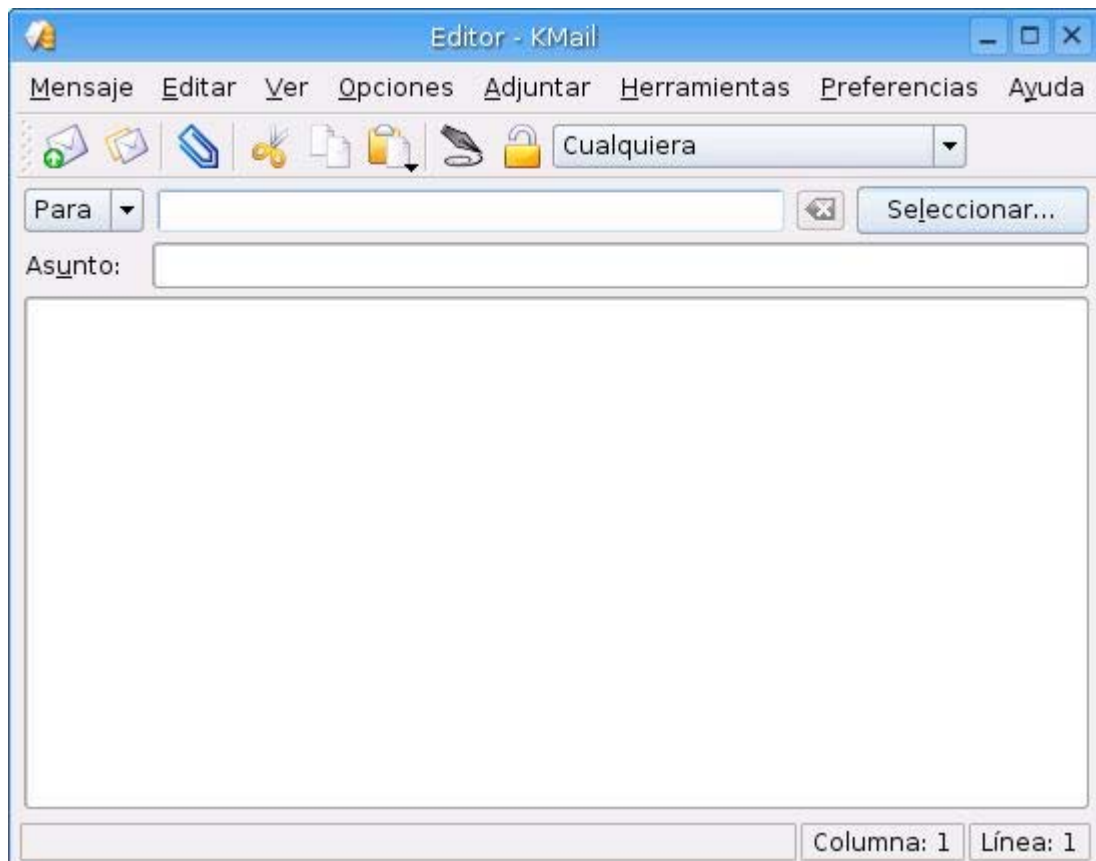 Editor - KMail
Mensaje Editar Ver Opciones Adjuntar Herramientas Preferencias Ayuda
Cualquiera
Para Seleccionar...
Asunto:
Columna: 1 Línea: 1